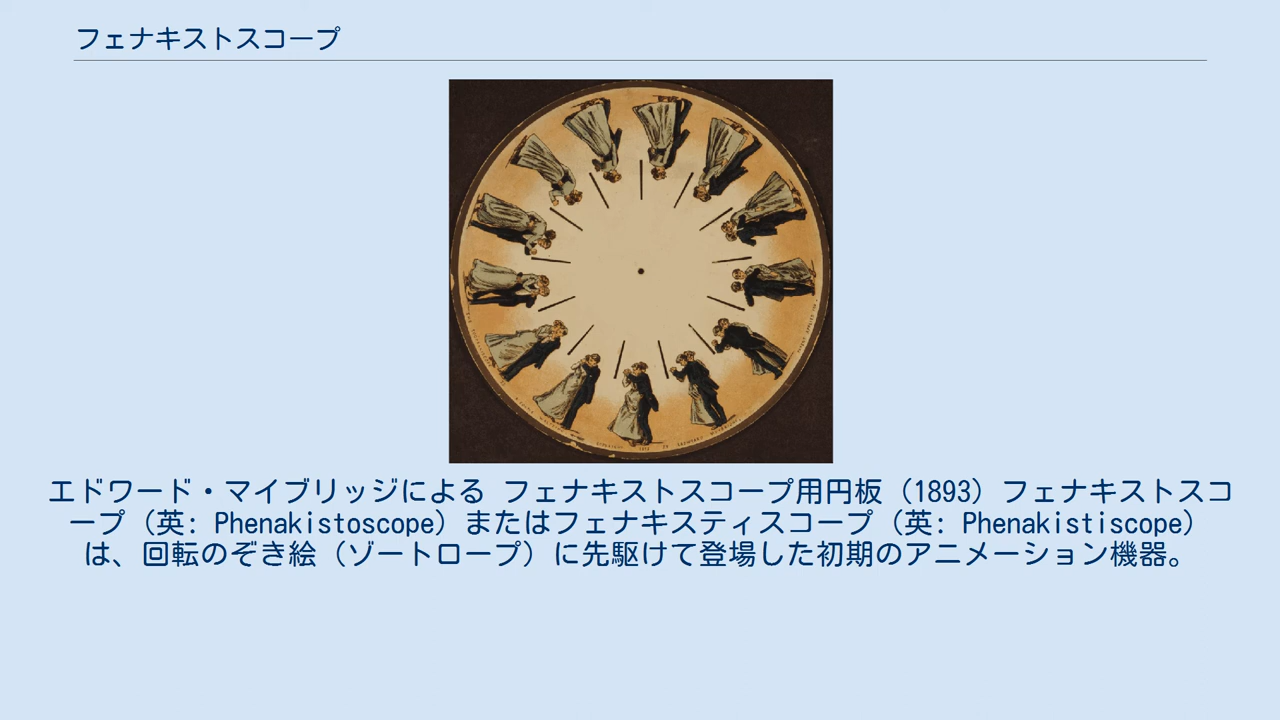 フェナキストスコープ
エドワード・マイブリッジによる フェナキストスコープ用円板（1893）フェナキストスコ
ープ（英: Phenakistoscope）またはフェナキスティスコープ（英: Phenakistiscope）
は、回転のぞき絵（ゾートロープ）に先駆けて登場した初期のアニメーション機器。